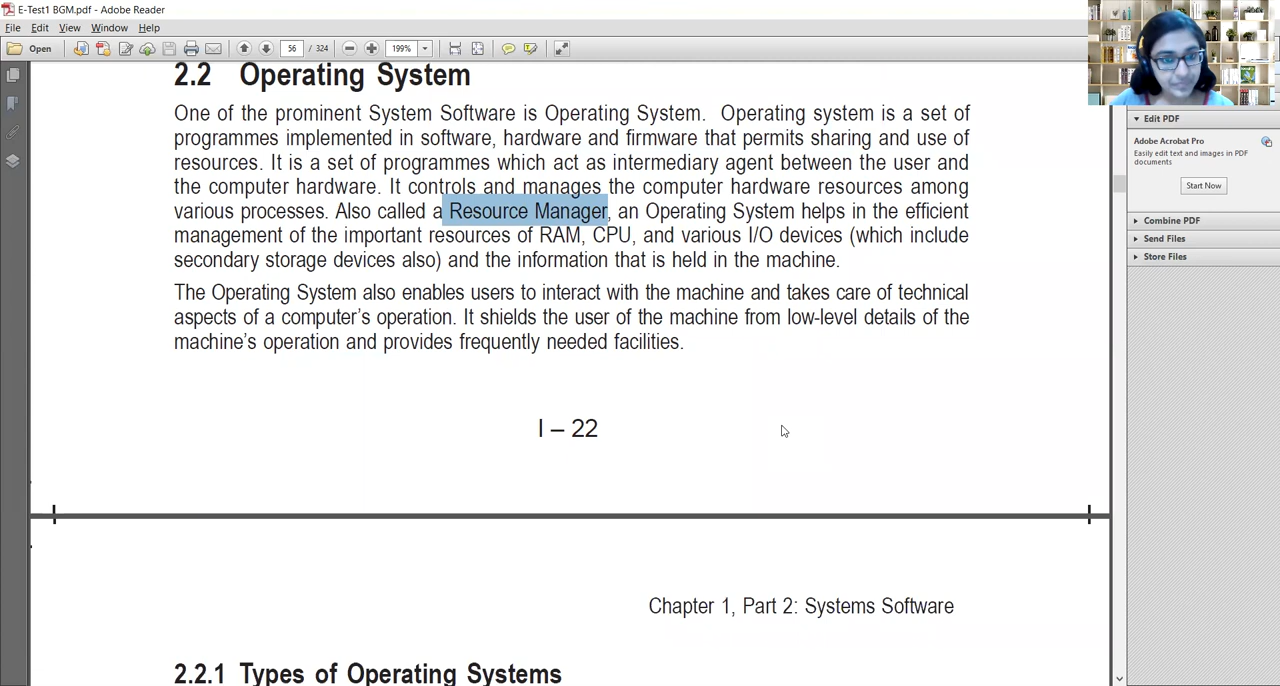 E-Test1 BGM.pdf - Adobe Reader
File Edit View Window Help
Open 56 / 324 199%
2.2 Operating System
One of the prominent System Software is Operating System. Operating system is a set of
programmes implemented in software, hardware and firmware that permits sharing and use of
resources. It is a set of programmes which act as intermediary agent between the user and
the computer hardware. It controls and manages the computer hardware resources among
various processes. Also called a Resource Manager, an Operating System helps in the efficient
management of the important resources of RAM, CPU, and various I/O devices (which include
secondary storage devices also) and the information that is held in the machine.
The Operating System also enables users to interact with the machine and takes care of technical
aspects of a computer's operation. It shields the user of the machine from low-level details of the
machine's operation and provides frequently needed facilities.
I – 22
Chapter 1, Part 2: Systems Software
2.2.1 Types of Operating Systems
Edit PDF
Adobe Acrobat Pro
Easily edit text and images in PDF
documents
Start Now
Combine PDF
Send Files
Store Files